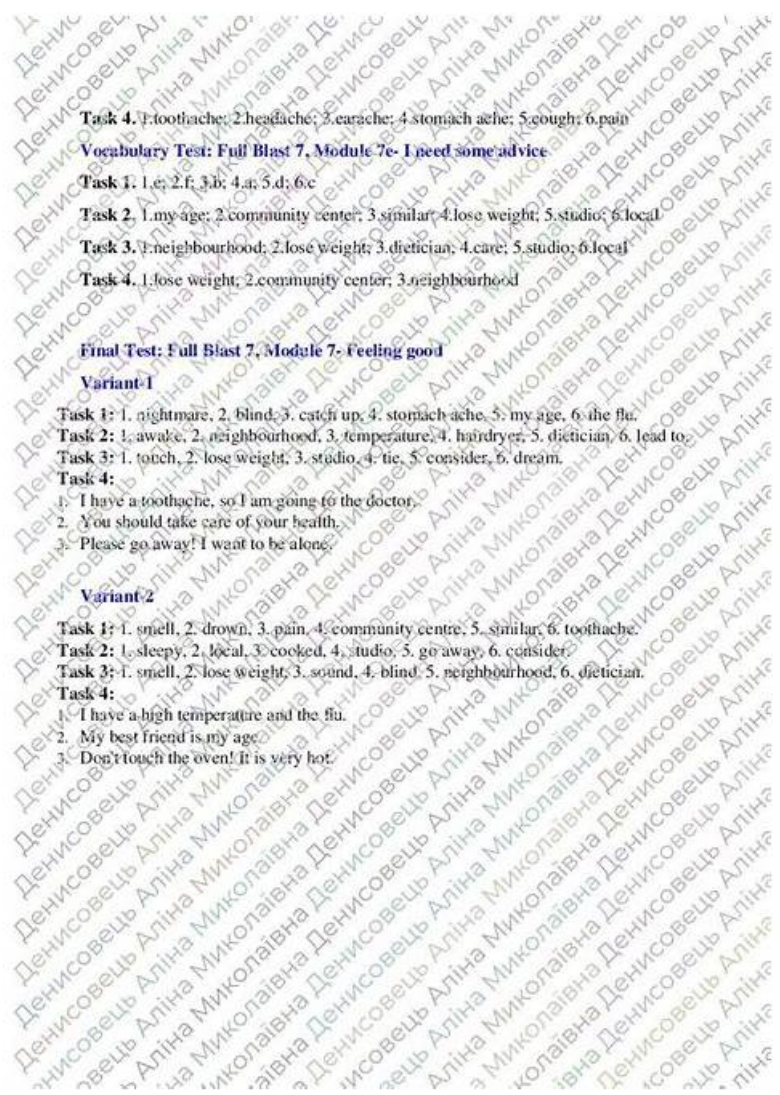 Task 4. 1.toothache; 2.headache; 3.earache; 4.stomach ache; 5.cough; 6.pain
Vocabulary Test: Full Blast 7, Module 7e- I need some advice
Task 1. 1.e; 2.f; 3.b; 4.a; 5.d; 6.c
Task 2. 1.my age; 2.community center; 3.similar; 4.lose weight; 5.studio; 6.local
Task 3. 1.neighbourhood; 2.lose weight; 3.dietician; 4.care; 5.studio; 6.local
Task 4. 1.lose weight; 2.community center; 3.neighbourhood
Final Test: Full Blast 7, Module 7- Feeling good
Variant-1
Task 1: 1. nightmare, 2. blind, 3. catch up, 4. stomach ache, 5. my age, 6. the flu.
Task 2: 1. awake, 2. neighbourhood, 3. temperature, 4. hairdryer, 5. dietician, 6. lead to.
Task 3: 1. touch, 2. lose weight, 3. studio, 4. tie, 5. consider, 6. dream.
Task 4:
1. I have a toothache, so I am going to the doctor.
2. You should take care of your health.
3. Please go away! I want to be alone.
Variant-2
Task 1: 1. smell, 2. drown, 3. pain, 4. community centre, 5. similar, 6. toothache.
Task 2: 1. sleepy, 2. local, 3. cooked, 4. studio, 5. go away, 6. consider.
Task 3: 1. smell, 2. lose weight, 3. sound, 4. blind, 5. neighbourhood, 6. dietician.
Task 4:
1. I have a high temperature and the flu.
2. My best friend is my age.
3. Don't touch the oven! It is very hot.
Денисовець Аліна Миколаївна